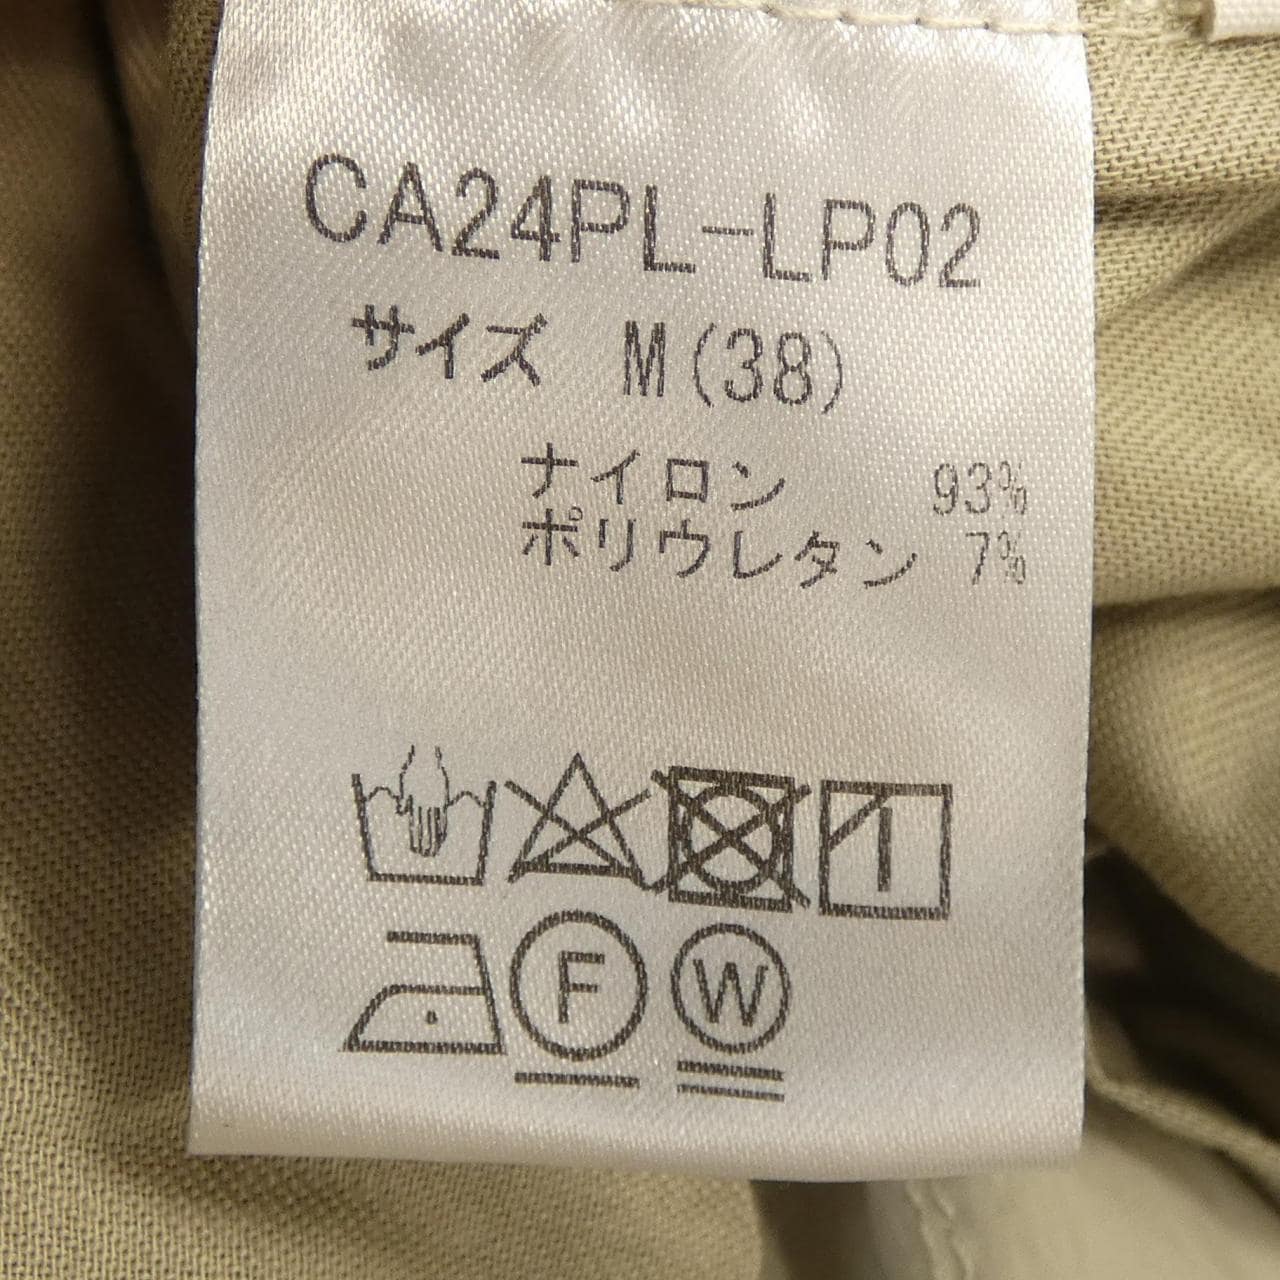 CA24PL-LP02
サイズ M(38)
ナイロン 93%
ポリウレタン 7%
F W